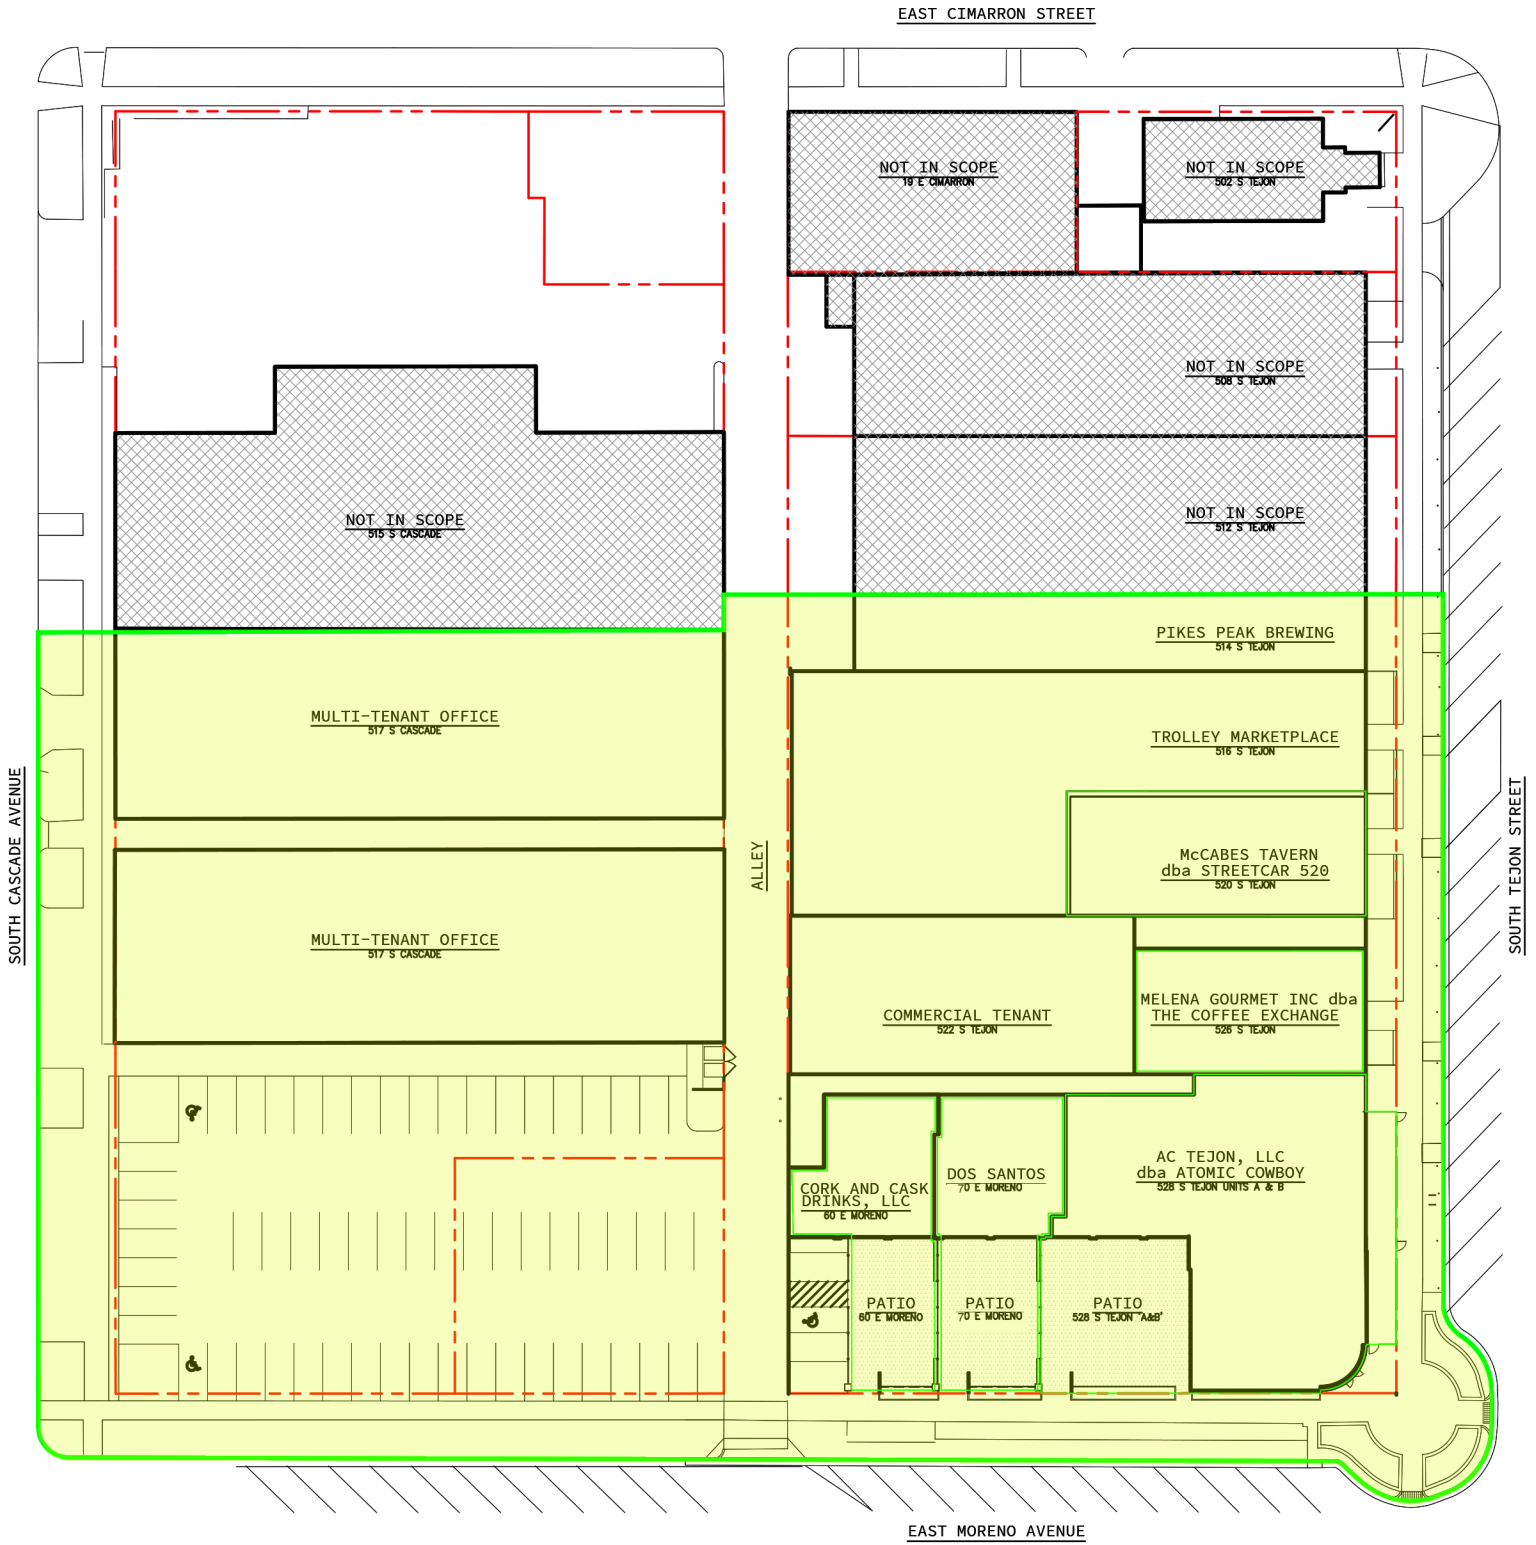 EAST CIMARRON STREET
NOT IN SCOPE
19 E CIMARRON
NOT IN SCOPE
502 S TEJON
NOT IN SCOPE
508 S TEJON
NOT IN SCOPE
515 S CASCADE
NOT IN SCOPE
512 S TEJON
PIKES PEAK BREWING
514 S TEJON
MULTI-TENANT OFFICE
517 S CASCADE
TROLLEY MARKETPLACE
516 S TEJON
SOUTH CASCADE AVENUE
ALLEY
McCABES TAVERN
dba STREETCAR 520
520 S TEJON
SOUTH TEJON STREET
MULTI-TENANT OFFICE
517 S CASCADE
COMMERCIAL TENANT
522 S TEJON
MELENA GOURMET INC dba
THE COFFEE EXCHANGE
526 S TEJON
CORK AND CASK
DRINKS, LLC
60 E MORENO
DOS SANTOS
70 E MORENO
AC TEJON, LLC
dba ATOMIC COWBOY
528 S TEJON UNITS A & B
PATIO
60 E MORENO
PATIO
70 E MORENO
PATIO
528 S TEJON 'A&B'
EAST MORENO AVENUE